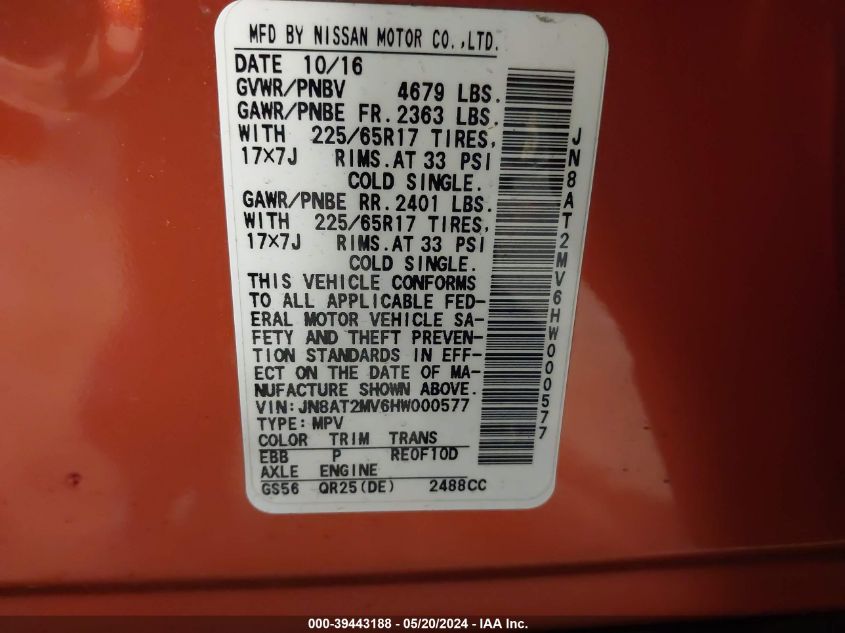 MFD BY NISSAN MOTOR CO.,LTD.
DATE 10/16
GVWR/PNBV 4679 LBS.
GAWR/PNBE FR.2363 LBS.
WITH 225/65R17 TIRES,
17×7J RIMS.AT 33 PSI
COLD SINGLE.
GAWR/PNBE RR.2401 LBS.
WITH 225/65R17 TIRES,
17×7J RIMS.AT 33 PSI
COLD SINGLE.
THIS VEHICLE CONFORMS
TO ALL APPLICABLE FED-
ERAL MOTOR VEHICLE SA-
FETY AND THEFT PREVEN-
TION STANDARDS IN EFF-
ECT ON THE DATE OF MA-
NUFACTURE SHOWN ABOVE.
VIN:JN8AT2MV6HW000577
TYPE:MPV
COLOR TRIM TRANS
EBB P RE0F10D
AXLE ENGINE
GS56 QR25(DE) 2488CC
JN8AT2MV6HW000577
000-39443188 - 05/20/2024 - IAA Inc.